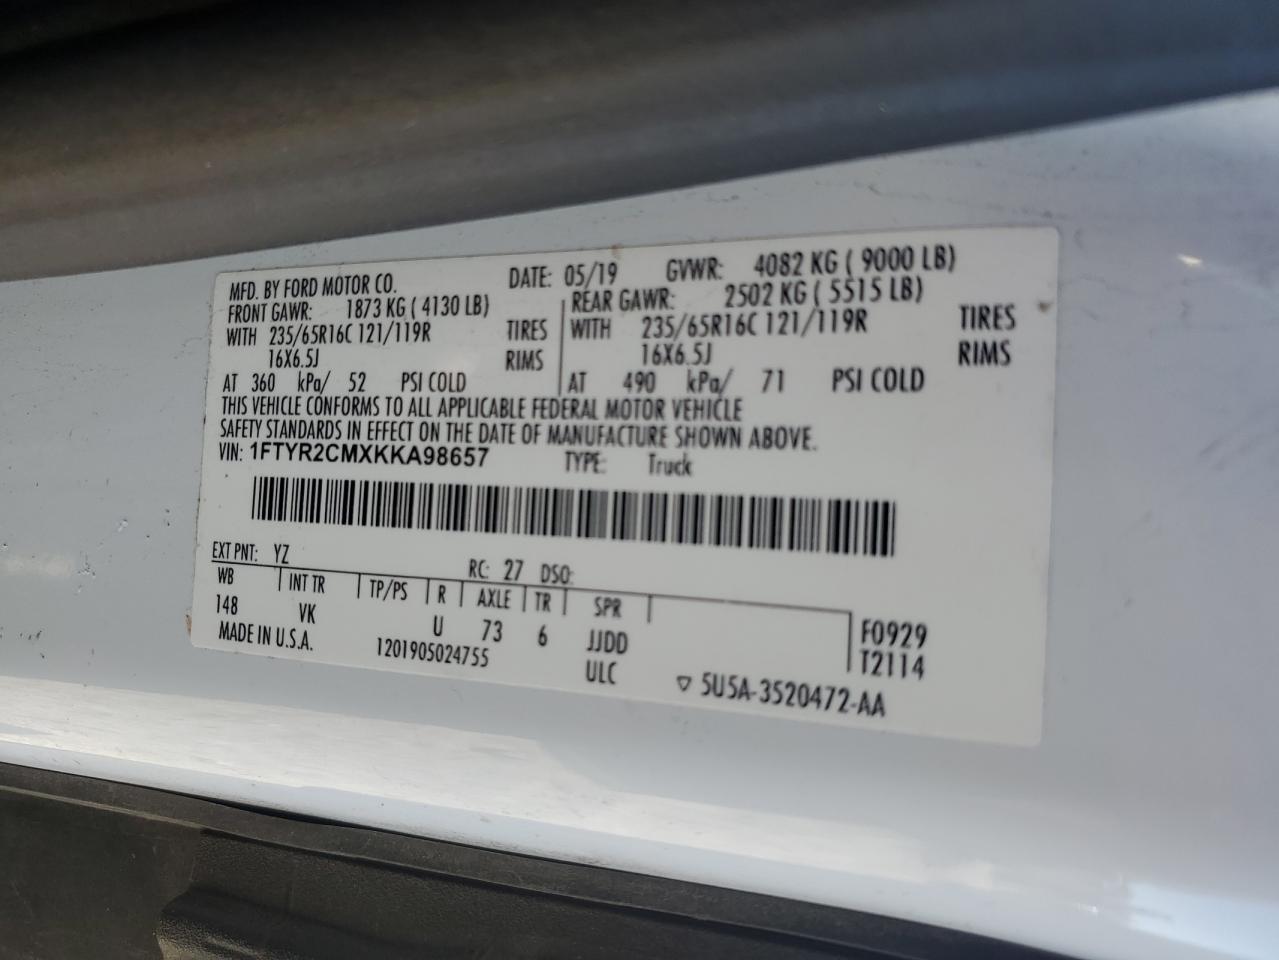 MFD. BY FORD MOTOR CO. DATE: 05/19 GVWR: 4082 KG ( 9000 LB)
FRONT GAWR: 1873 KG ( 4130 LB) REAR GAWR: 2502 KG ( 5515 LB)
WITH 235/65R16C 121/119R TIRES WITH 235/65R16C 121/119R TIRES
16X6.5J RIMS 16X6.5J RIMS
AT 360 kPa/ 52 PSI COLD AT 490 kPa/ 71 PSI COLD
THIS VEHICLE CONFORMS TO ALL APPLICABLE FEDERAL MOTOR VEHICLE
SAFETY STANDARDS IN EFFECT ON THE DATE OF MANUFACTURE SHOWN ABOVE.
VIN: 1FTYR2CMXKKA98657 TYPE: Truck
EXT PNT: YZ RC: 27 DSO:
WB INT TR TP/PS R AXLE TR SPR
148 VK U 73 6 JJDD F0929
MADE IN U.S.A. 1201905024755 ULC T2114
▽ 5U5A-3520472-AA